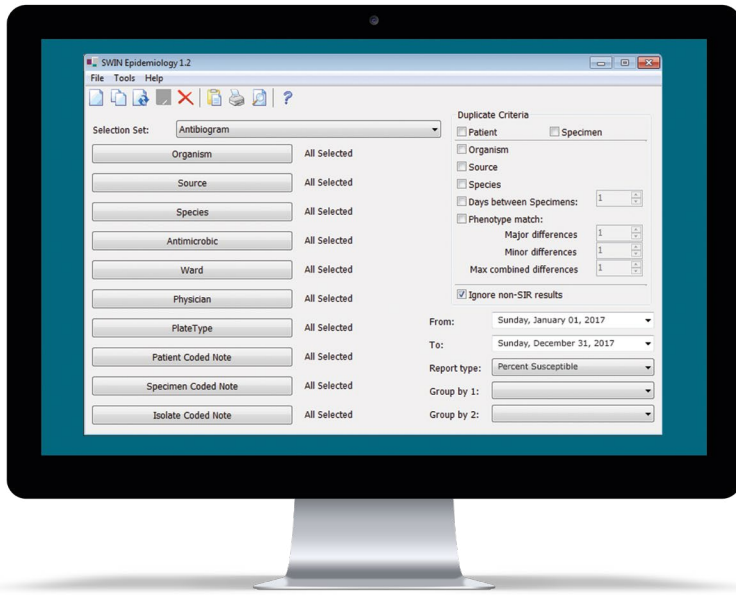 SWIN Epidemiology 1.2
File Tools Help
?
Selection Set: Antibiogram
Organism All Selected
Source All Selected
Species All Selected
Antimicrobic All Selected
Ward All Selected
Physician All Selected
PlateType All Selected
Patient Coded Note All Selected
Specimen Coded Note All Selected
Isolate Coded Note All Selected
Duplicate Criteria
Patient Specimen
Organism
Source
Species
Days between Specimens: 1
Phenotype match:
Major differences 1
Minor differences 1
Max combined differences 1
Ignore non-SIR results
From: Sunday, January 01, 2017
To: Sunday, December 31, 2017
Report type: Percent Susceptible
Group by 1:
Group by 2: